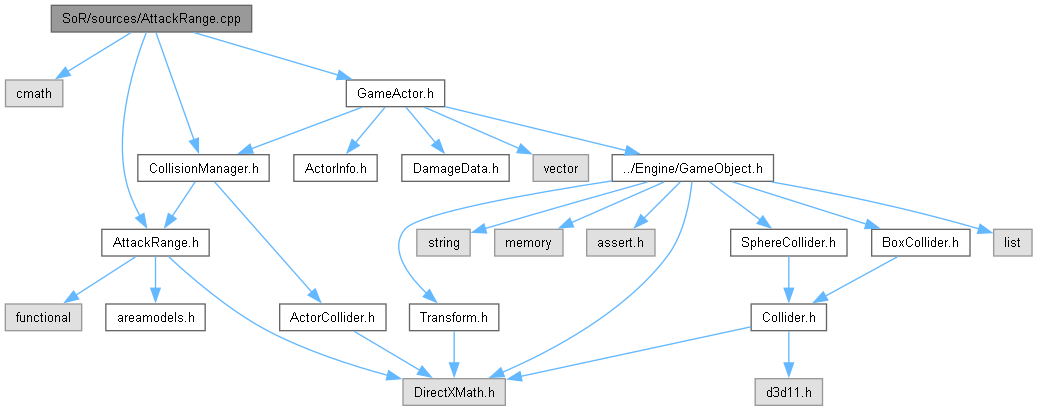 SoR/sources/AttackRange.cpp
cmath
GameActor.h
CollisionManager.h
ActorInfo.h
DamageData.h
vector
../Engine/GameObject.h
AttackRange.h
string
memory
assert.h
SphereCollider.h
BoxCollider.h
list
functional
areamodels.h
ActorCollider.h
Transform.h
Collider.h
DirectXMath.h
d3d11.h